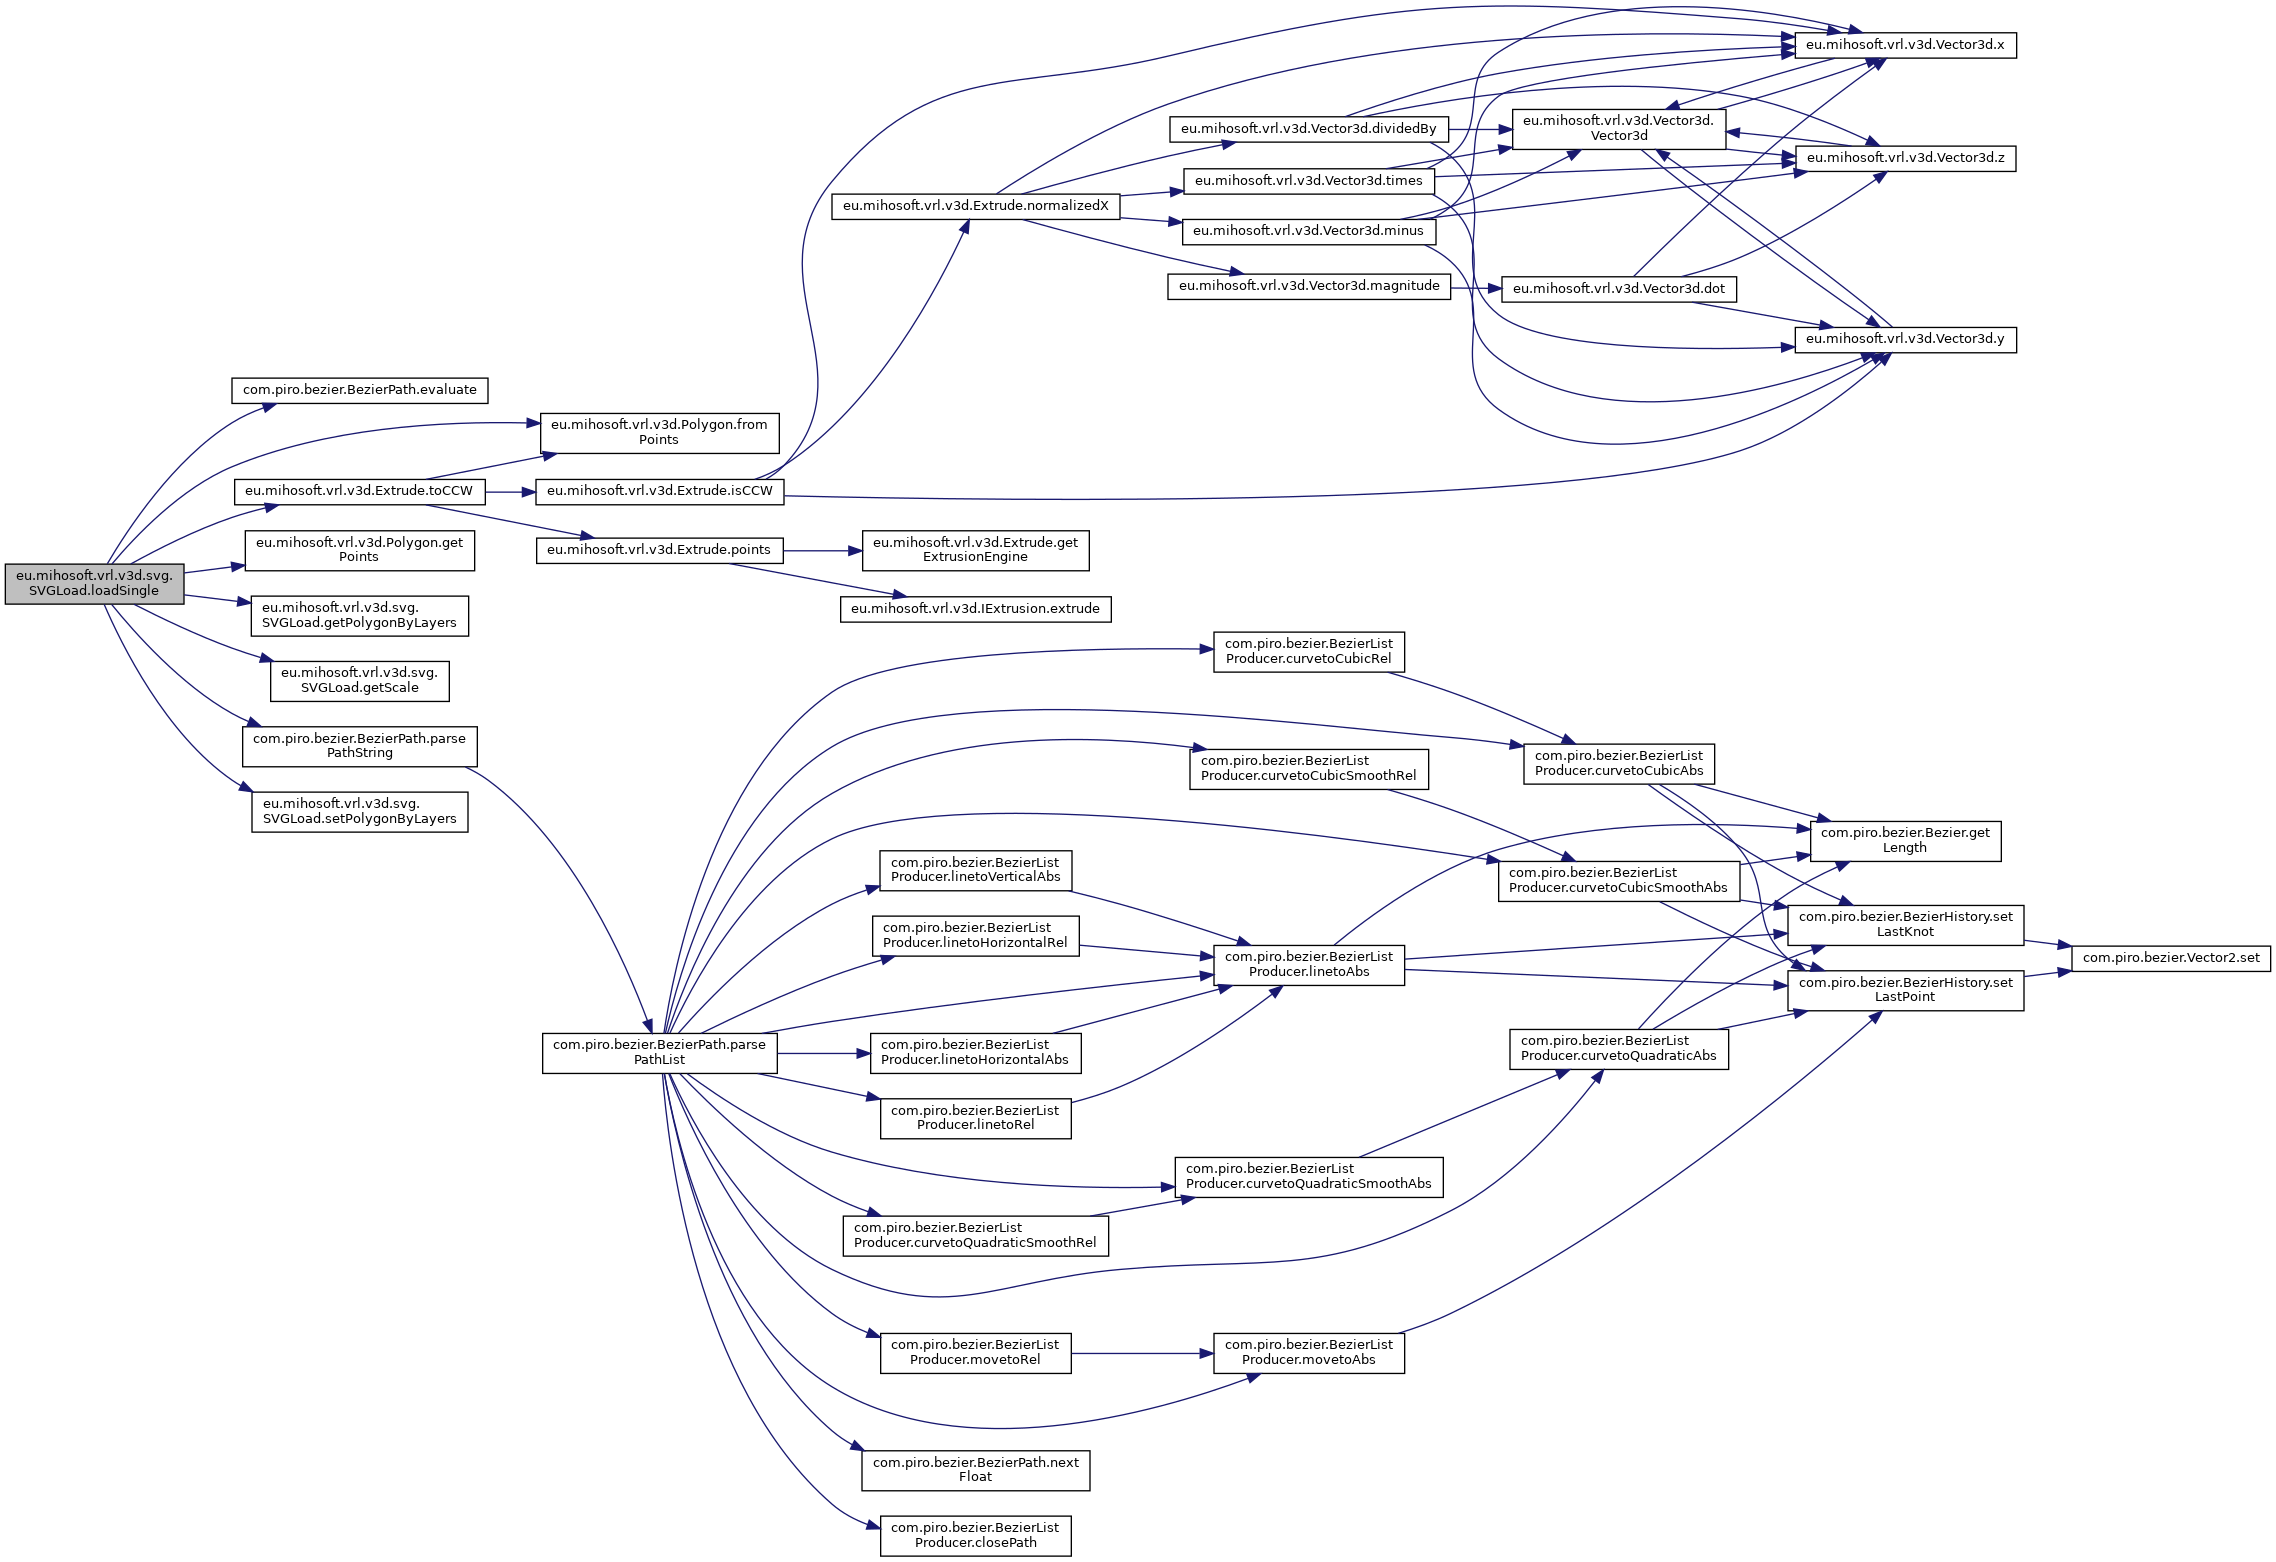 eu.mihosoft.vrl.v3d.svg.
SVGLoad.loadSingle
com.piro.bezier.BezierPath.evaluate
eu.mihosoft.vrl.v3d.Polygon.from
Points
eu.mihosoft.vrl.v3d.Extrude.toCCW
eu.mihosoft.vrl.v3d.Polygon.get
Points
eu.mihosoft.vrl.v3d.svg.
SVGLoad.getPolygonByLayers
eu.mihosoft.vrl.v3d.svg.
SVGLoad.getScale
com.piro.bezier.BezierPath.parse
PathString
eu.mihosoft.vrl.v3d.svg.
SVGLoad.setPolygonByLayers
eu.mihosoft.vrl.v3d.Extrude.isCCW
eu.mihosoft.vrl.v3d.Extrude.points
eu.mihosoft.vrl.v3d.Extrude.normalizedX
eu.mihosoft.vrl.v3d.Extrude.get
ExtrusionEngine
eu.mihosoft.vrl.v3d.IExtrusion.extrude
eu.mihosoft.vrl.v3d.Vector3d.dividedBy
eu.mihosoft.vrl.v3d.Vector3d.times
eu.mihosoft.vrl.v3d.Vector3d.minus
eu.mihosoft.vrl.v3d.Vector3d.magnitude
eu.mihosoft.vrl.v3d.Vector3d.
Vector3d
eu.mihosoft.vrl.v3d.Vector3d.dot
eu.mihosoft.vrl.v3d.Vector3d.x
eu.mihosoft.vrl.v3d.Vector3d.z
eu.mihosoft.vrl.v3d.Vector3d.y
com.piro.bezier.BezierPath.parse
PathList
com.piro.bezier.BezierList
Producer.curvetoCubicRel
com.piro.bezier.BezierList
Producer.curvetoCubicAbs
com.piro.bezier.BezierList
Producer.curvetoCubicSmoothRel
com.piro.bezier.BezierList
Producer.curvetoCubicSmoothAbs
com.piro.bezier.BezierList
Producer.linetoVerticalAbs
com.piro.bezier.BezierList
Producer.linetoHorizontalRel
com.piro.bezier.BezierList
Producer.linetoAbs
com.piro.bezier.BezierList
Producer.linetoHorizontalAbs
com.piro.bezier.BezierList
Producer.linetoRel
com.piro.bezier.BezierList
Producer.curvetoQuadraticAbs
com.piro.bezier.BezierList
Producer.curvetoQuadraticSmoothAbs
com.piro.bezier.BezierList
Producer.curvetoQuadraticSmoothRel
com.piro.bezier.BezierList
Producer.movetoRel
com.piro.bezier.BezierList
Producer.movetoAbs
com.piro.bezier.BezierPath.next
Float
com.piro.bezier.BezierList
Producer.closePath
com.piro.bezier.Bezier.get
Length
com.piro.bezier.BezierHistory.set
LastKnot
com.piro.bezier.BezierHistory.set
LastPoint
com.piro.bezier.Vector2.set